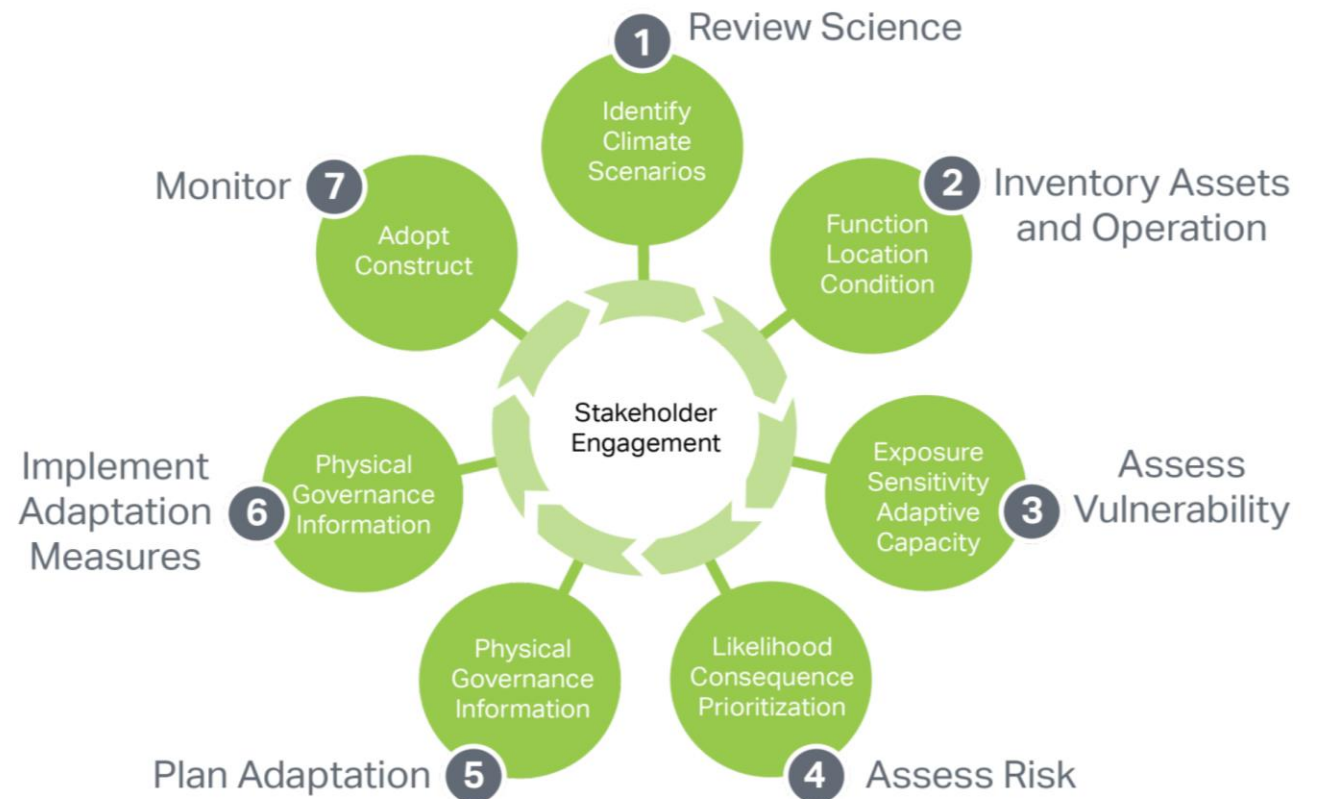 1
Review Science
Identify
Climate
Scenarios
2
Inventory Assets
and Operation
Function
Location
Condition
3
Assess
Vulnerability
Exposure
Sensitivity
Adaptive
Capacity
4
Assess Risk
Likelihood
Consequence
Prioritization
5
Plan Adaptation
Physical
Governance
Information
6
Implement
Adaptation
Measures
Physical
Governance
Information
7
Monitor
Adopt
Construct
Stakeholder
Engagement